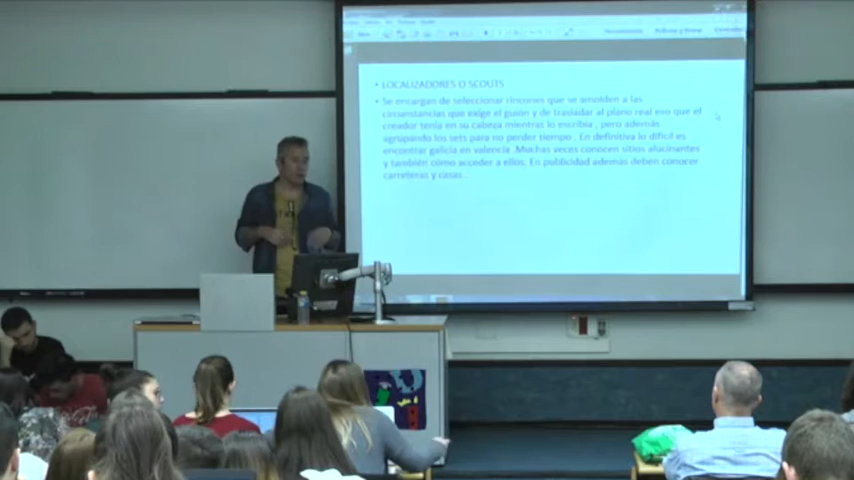 • LOCALIZADORES O SCOUTS
• Se encargan de seleccionar rincones que se amolden a las
circunstancias que exige el guión y de trasladar al plano real eso que el
creador tenía en su cabeza mientras lo escribía , pero además
agrupando los sets para no perder tiempo . En definitiva lo difícil es
encontrar galicia en valencia .Muchas veces conocen sitios alucinantes
y también cómo acceder a ellos. En publicidad además deben conocer
carreteras y casas.